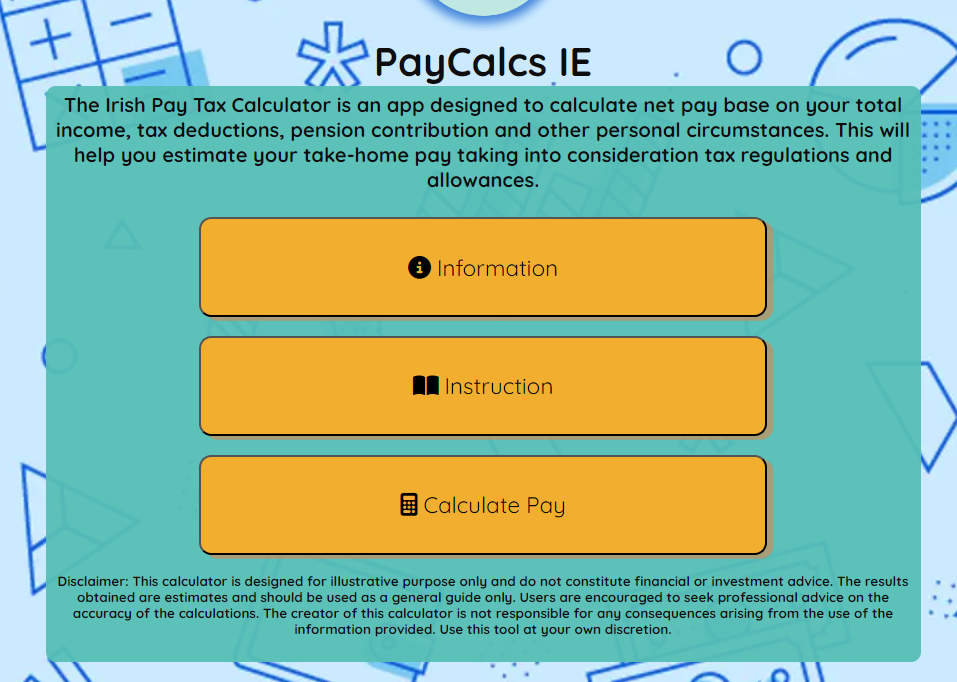 PayCalcs IE
The Irish Pay Tax Calculator is an app designed to calculate net pay base on your total
income, tax deductions, pension contribution and other personal circumstances. This will
help you estimate your take-home pay taking into consideration tax regulations and
allowances.
Information
Instruction
Calculate Pay
Disclaimer: This calculator is designed for illustrative purpose only and do not constitute financial or investment advice. The results
obtained are estimates and should be used as a general guide only. Users are encouraged to seek professional advice on the
accuracy of the calculations. The creator of this calculator is not responsible for any consequences arising from the use of the
information provided. Use this tool at your own discretion.